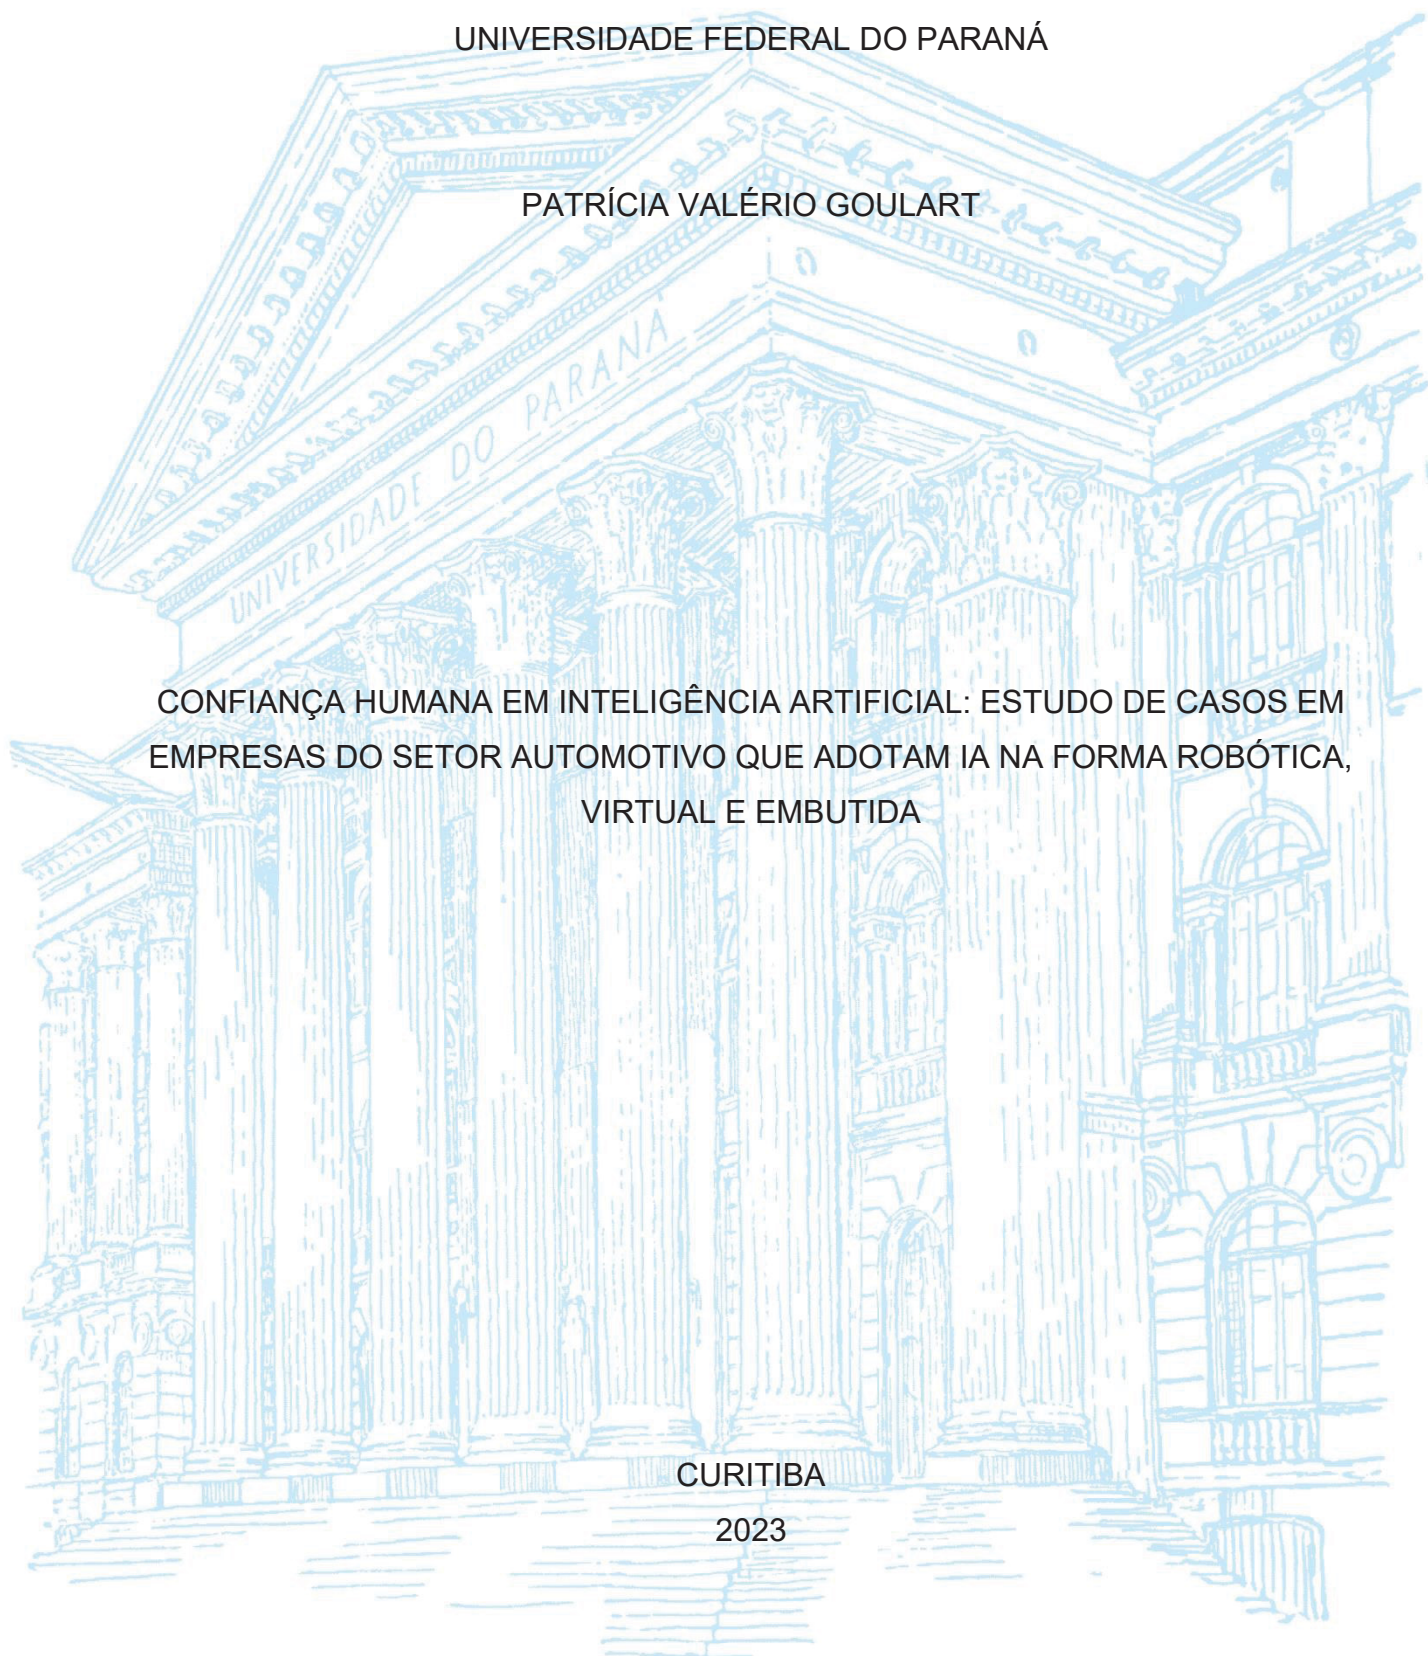 UNIVERSIDADE FEDERAL DO PARANÁ
PATRÍCIA VALÉRIO GOULART
UNIVERSIDADE DO PARANÁ
CONFIANÇA HUMANA EM INTELIGÊNCIA ARTIFICIAL: ESTUDO DE CASOS EM
EMPRESAS DO SETOR AUTOMOTIVO QUE ADOTAM IA NA FORMA ROBÓTICA,
VIRTUAL E EMBUTIDA
CURITIBA
2023